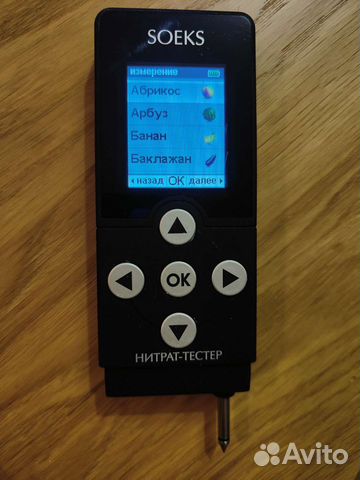 SOEKS
измерение
Абрикос
Арбуз
Банан
Баклажан
назад OK далее
OK
НИТРАТ-ТЕСТЕР
Avito